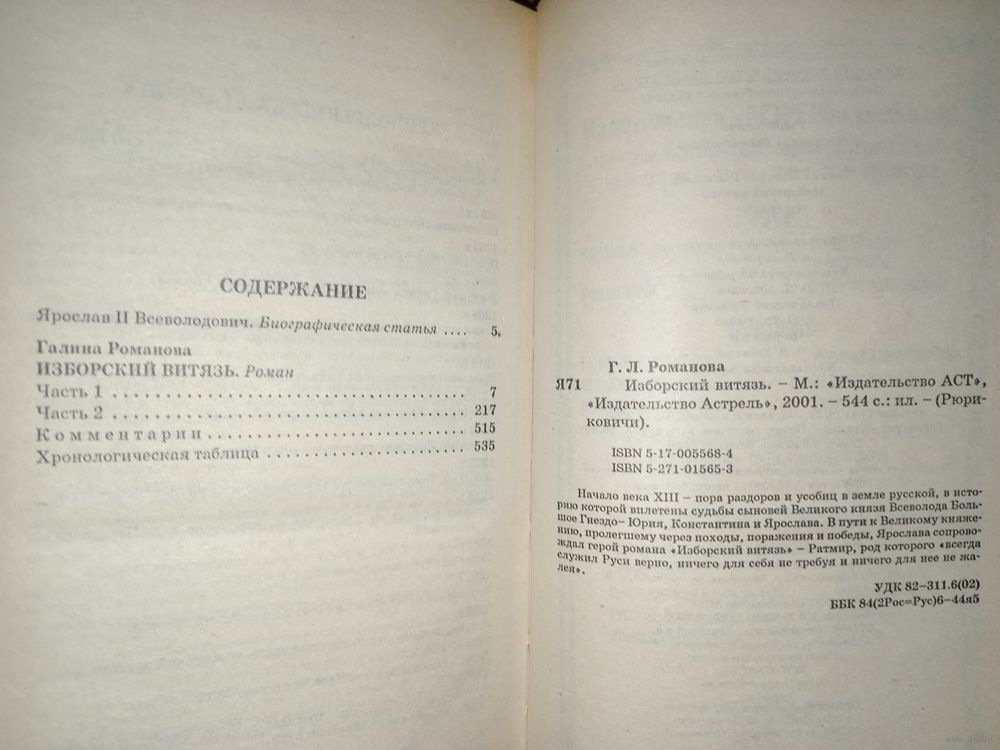 СОДЕРЖАНИЕ
Ярослав II Всеволодович. Биографическая статья .... 5,
Галина Романова
ИЗБОРСКИЙ ВИТЯЗЬ. Роман
Часть 1 ........................................ 7
Часть 2 ........................................ 217
Комментарии .............................. 515
Хронологическая таблица ...................... 535
Г. Л. Романова
Я71 Изборский витязь. – М.: «Издательство АСТ»,
«Издательство Астрель», 2001. – 544 с.: ил. – (Рюри-
ковичи).
ISBN 5-17-005568-4
ISBN 5-271-01565-3
Начало века XIII – пора раздоров и усобиц в земле русской, в исто-
рию которой вплетены судьбы сыновей Великого князя Всеволода Боль-
шое Гнездо– Юрия, Константина и Ярослава. В пути к Великому княже-
нию, пролегшему через походы, поражения и победы, Ярослава сопрово-
ждал герой романа «Изборский витязь» – Ратмир, род которого «всегда
служил Руси верно, ничего для себя не требуя и ничего для нее не жа-
лея».
УДК 82–311.6(02)
ББК 84(2Рос=Рус)6–44я5